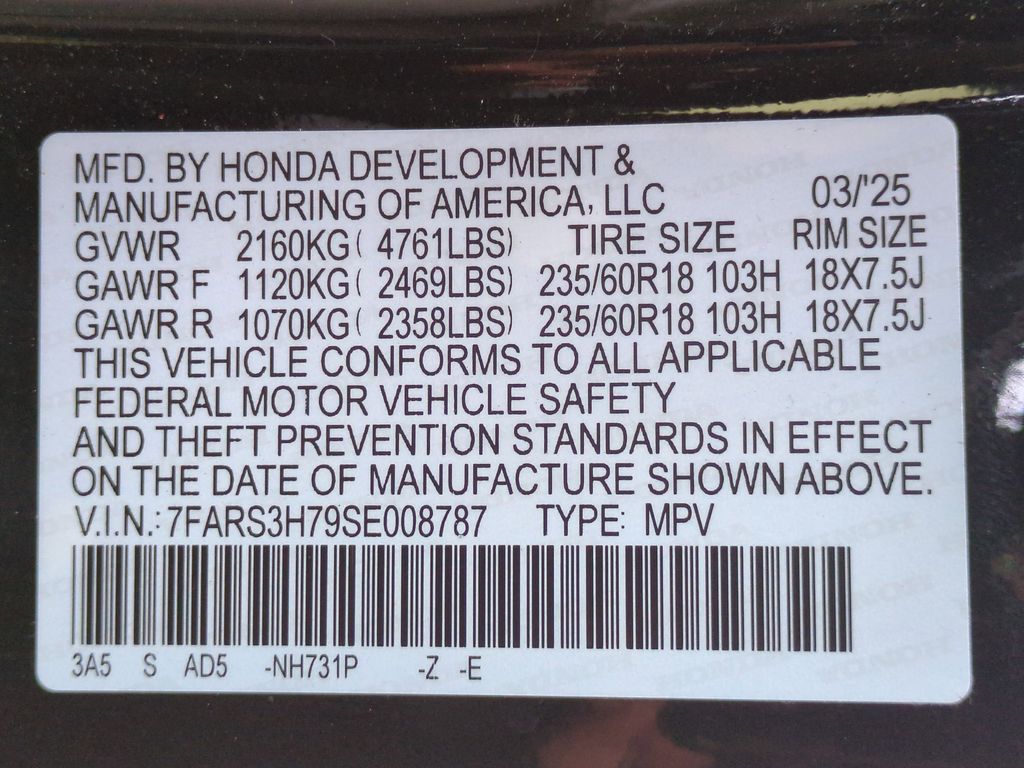 MFD. BY HONDA DEVELOPMENT &
MANUFACTURING OF AMERICA, LLC 03/'25
GVWR 2160KG( 4761LBS) TIRE SIZE RIM SIZE
GAWR F 1120KG( 2469LBS) 235/60R18 103H 18X7.5J
GAWR R 1070KG( 2358LBS) 235/60R18 103H 18X7.5J
THIS VEHICLE CONFORMS TO ALL APPLICABLE
FEDERAL MOTOR VEHICLE SAFETY
AND THEFT PREVENTION STANDARDS IN EFFECT
ON THE DATE OF MANUFACTURE SHOWN ABOVE.
V.I.N.: 7FARS3H79SE008787 TYPE: MPV
3A5 S AD5 -NH731P -Z -E